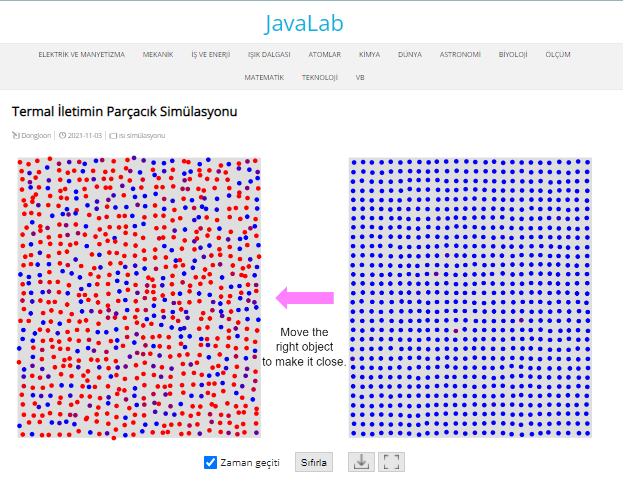 JavaLab
ELEKTRİK VE MANYETİZMA MEKANİK İŞ VE ENERJİ IŞIK DALGASI ATOMLAR KİMYA DÜNYA ASTRONOMİ BİYOLOJİ ÖLÇÜM
MATEMATİK TEKNOLOJİ VB
Termal İletimin Parçacık Simülasyonu
DongJoon 2021-11-03 ısı simülasyonu
Move the
right object
to make it close.
Zaman geçiti Sıfırla